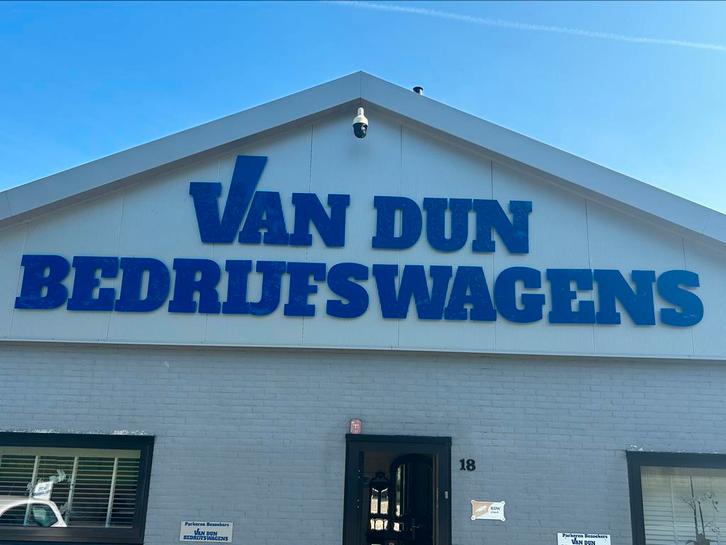 VAN DUN
BEDRIJFSWAGENS
18
Parkeren Bezoekers
VAN DUN
BEDRIJFSWAGENS
Parkeren Bezoekers
VAN DUN